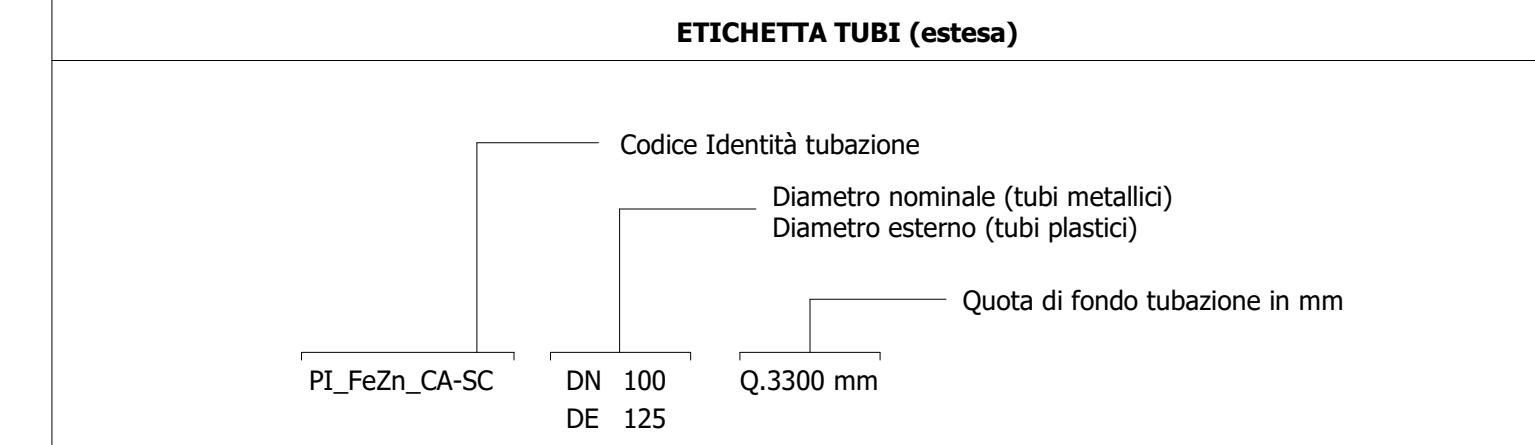 ETICHETTA TUBI (estesa)
Codice Identità tubazione
Diametro nominale (tubi metallici)
Diametro esterno (tubi plastici)
Quota di fondo tubazione in mm
PI_FeZn_CA-SC DN 100 Q.3300 mm
DE 125